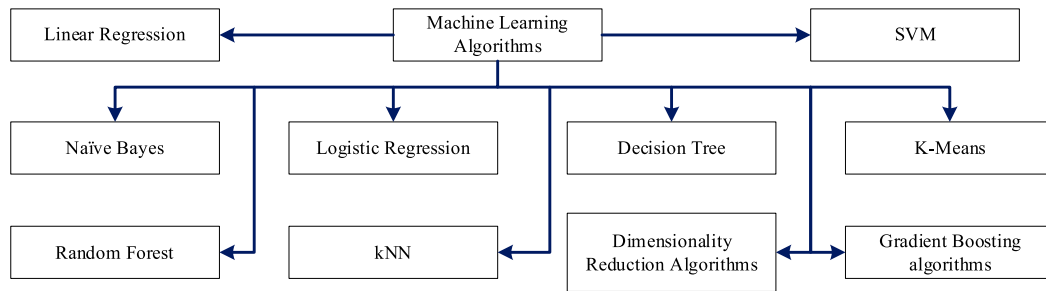 Linear Regression
Machine Learning
Algorithms
SVM
Naïve Bayes
Logistic Regression
Decision Tree
K-Means
Random Forest
kNN
Dimensionality
Reduction Algorithms
Gradient Boosting
algorithms